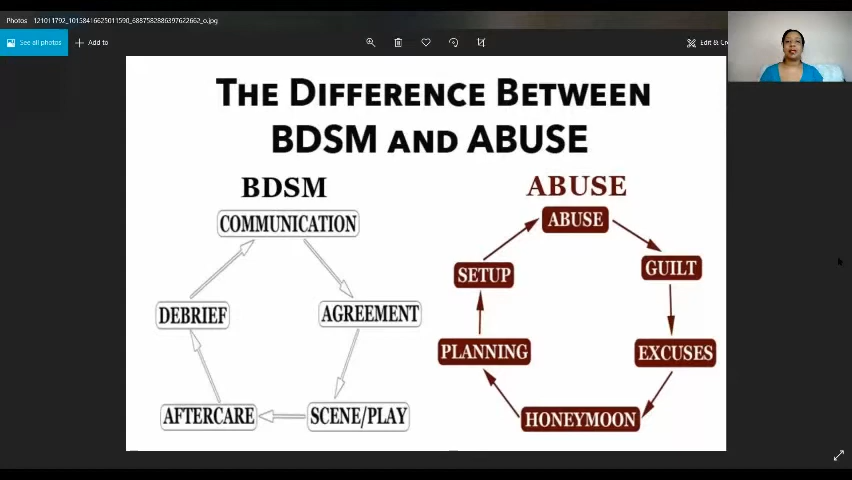 Photos 121011792_10158416625011590_6887582886397622662_o.jpg
See all photos
Add to
Edit & Cr
THE DIFFERENCE BETWEEN
BDSM AND ABUSE
BDSM
COMMUNICATION
AGREEMENT
SCENE/PLAY
AFTERCARE
DEBRIEF
ABUSE
ABUSE
GUILT
EXCUSES
HONEYMOON
PLANNING
SETUP